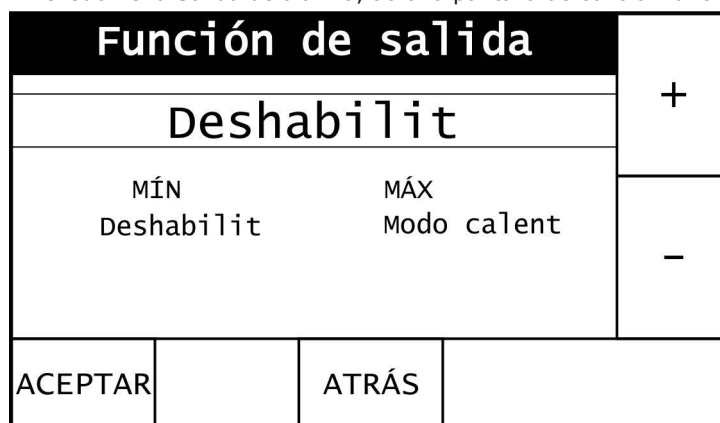 Función de salida
+
Deshabilit
MÍN MÁX
Deshabilit Modo calent
-
ACEPTAR ATRÁS